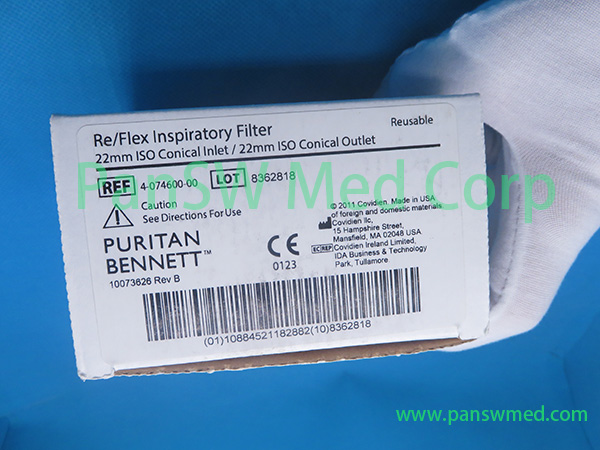 Re/Flex Inspiratory Filter
Reusable
22mm ISO Conical Inlet / 22mm ISO Conical Outlet
REF 4-074600-00 LOT 8362818
PanSW Med Corp
Caution
See Directions For Use
PURITAN
BENNETT™
10073626 Rev B
CE
0123
© 2011 Covidien. Made in USA
of foreign and domestic materials
Covidien llc,
15 Hampshire Street,
Mansfield, MA 02048 USA
EC REP Covidien Ireland Limited,
IDA Business & Technology
Park, Tullamore
(01)10884521182882(10)8362818
www.panswmed.com